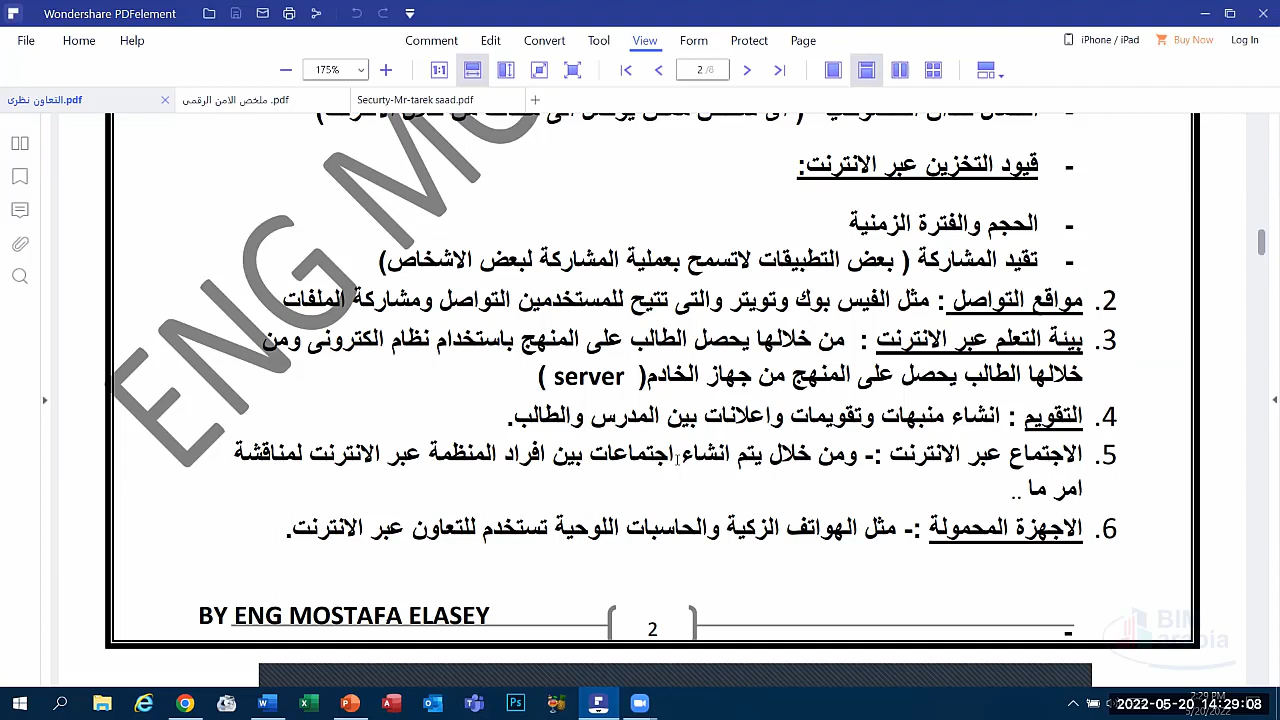 Wondershare PDFelement
File Home Help Comment Edit Convert Tool View Form Protect Page iPhone / iPad Buy Now Log In
175% 1:1 2 /8
التعاون نظرى.pdf ملخص الامن الرقمى .pdf Securty-Mr-tarek saad.pdf
- قيود التخزين عبر الانترنت:
- الحجم والفترة الزمنية
- تقيد المشاركة ( بعض التطبيقات لاتسمح بعملية المشاركة لبعض الاشخاص)
2. مواقع التواصل : مثل الفيس بوك وتويتر والتى تتيح للمستخدمين التواصل ومشاركة الملفات
3. بيئة التعلم عبر الانترنت : من خلالها يحصل الطالب على المنهج باستخدام نظام الكترونى ومن
خلالها الطالب يحصل على المنهج من جهاز الخادم( server )
4. التقويم : انشاء منبهات وتقويمات واعلانات بين المدرس والطالب.
5. الاجتماع عبر الانترنت :- ومن خلال يتم انشاء اجتماعات بين افراد المنظمة عبر الانترنت لمناقشة
امر ما ..
6. الاجهزة المحمولة :- مثل الهواتف الزكية والحاسبات اللوحية تستخدم للتعاون عبر الانترنت.
ENG MO
BY ENG MOSTAFA ELASEY
2
-
BIM
arabia
2:29 PM
2022-05-20 14:29:08